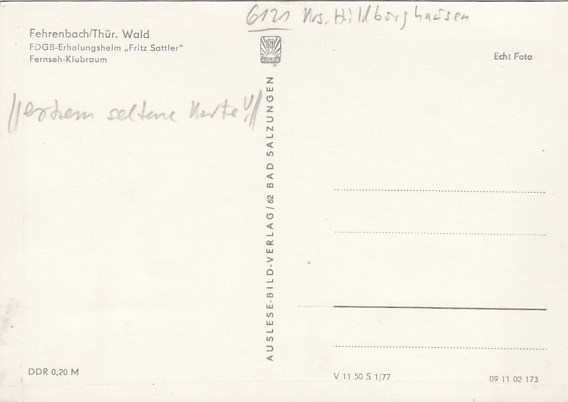 6121 Krs. Hildburghausen
Fehrenbach/Thür. Wald
FDGB-Erholungsheim „Fritz Sattler"
Fernseh-Klubraum
Echt Foto
//extrem seltene Karte!//
AUSLESE-BILD-VERLAG/62 BAD SALZUNGEN
DDR 0,20 M
V 11 50 S 1/77
09 11 02 173